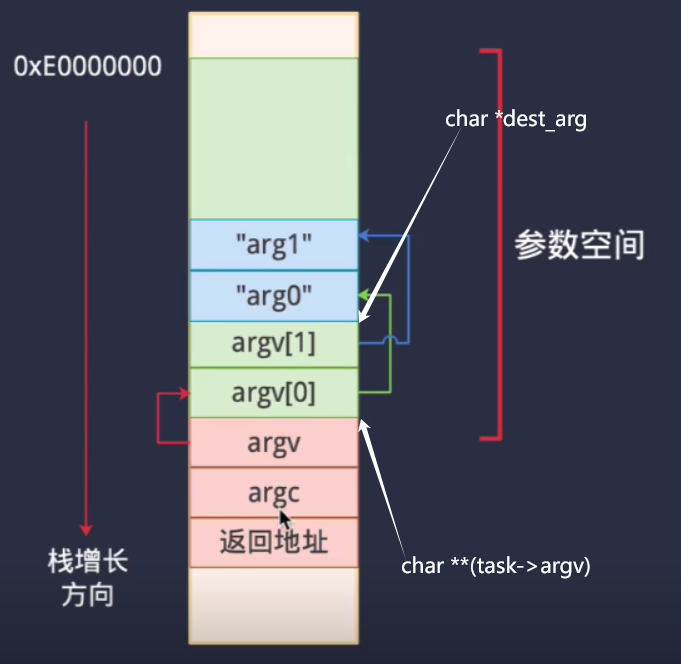 0xE0000000
char *dest_arg
"arg1"
参数空间
"arg0"
argv[1]
argv[0]
argv
argc
返回地址
栈增长
方向
char **(task->argv)